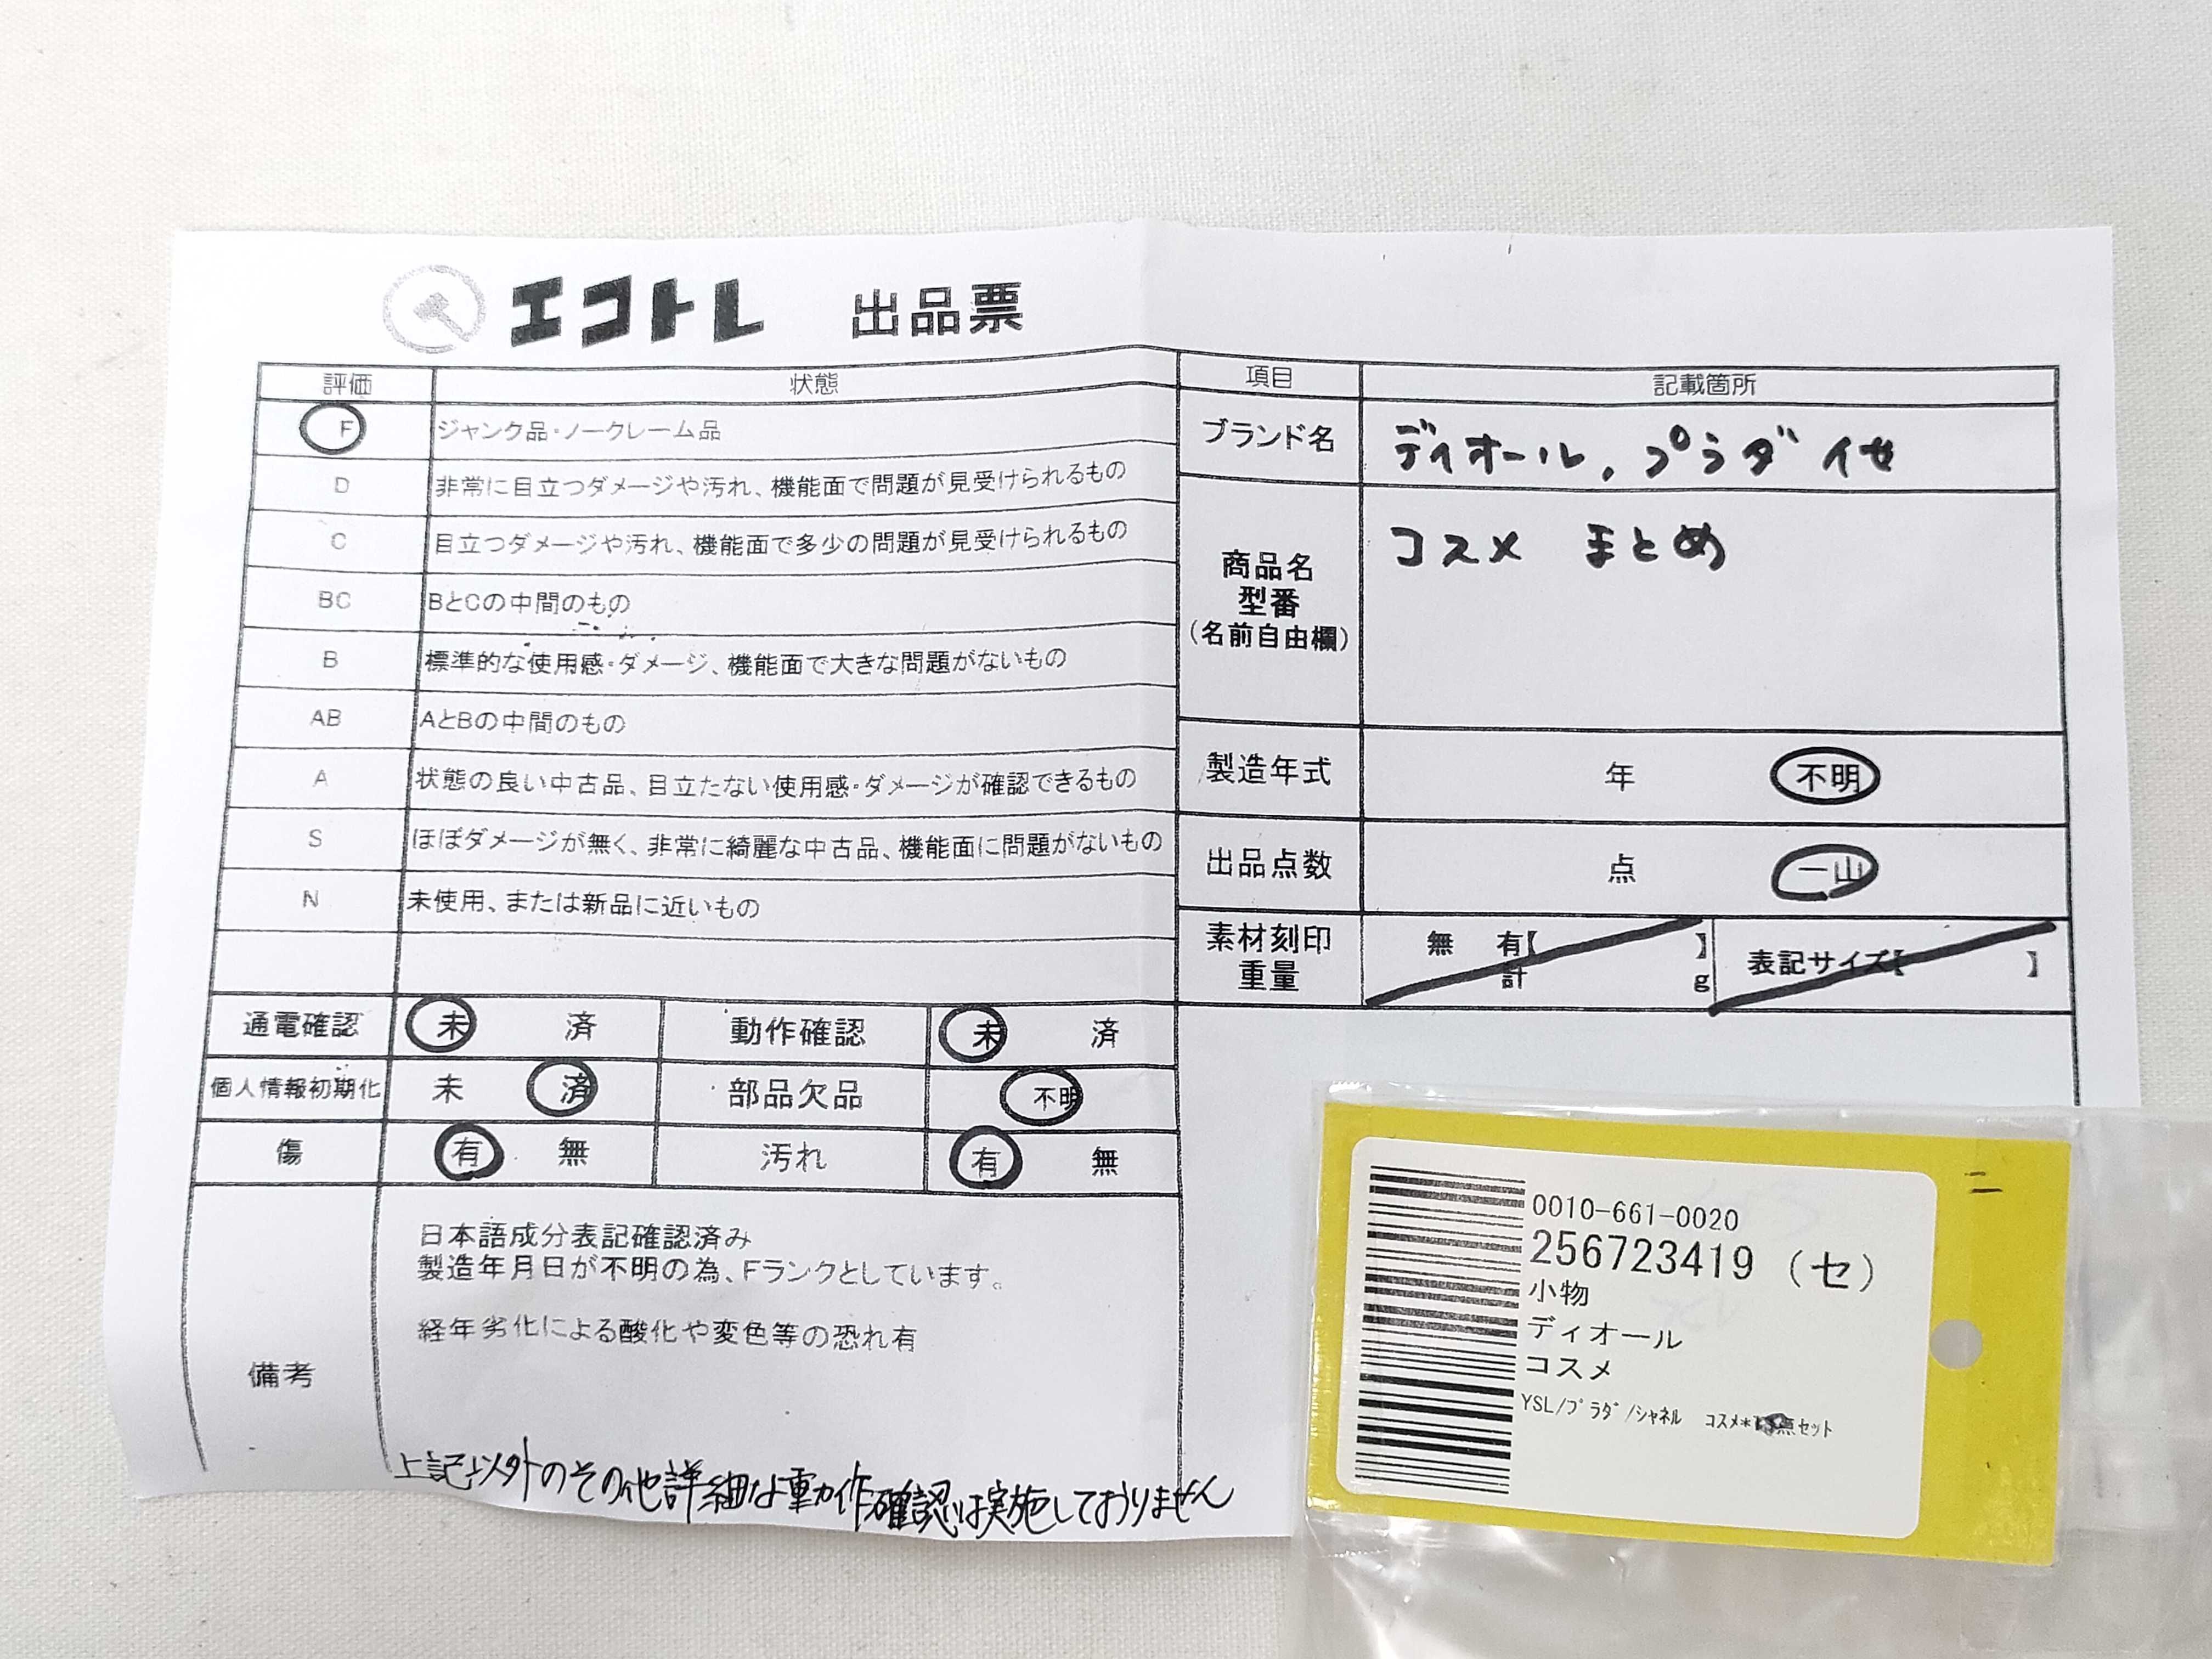 エコトレ 出品票
評価 状態
F ジャンク品・ノークレーム品
D 非常に目立つダメージや汚れ、機能面で問題が見受けられるもの
C 目立つダメージや汚れ、機能面で多少の問題が見受けられるもの
BC BとCの中間のもの
B 標準的な使用感・ダメージ、機能面で大きな問題がないもの
AB AとBの中間のもの
A 状態の良い中古品、目立たない使用感・ダメージが確認できるもの
S ほぼダメージが無く、非常に綺麗な中古品、機能面に問題がないもの
N 未使用、または新品に近いもの
通電確認 未 済 動作確認 未 済
個人情報初期化 未 済 部品欠品 不明
傷 有 無 汚れ 有 無
備考
日本語成分表記確認済み
製造年月日が不明の為、Fランクとしています。
経年劣化による酸化や変色等の恐れ有
上記以外のその他詳細な動作確認は実施しておりません
項目 記載箇所
ブランド名 ディオール、プラダ 他
商品名
型番
(名前自由欄)
コスメ まとめ
製造年式 年 不明
出品点数 点 一山
素材刻印
重量
無 有【 】
計 g
表記サイズ【 】
0010-661-0020
256723419 (セ)
小物
ディオール
コスメ
YSL/プラダ/シャネル コスメ* 点セット